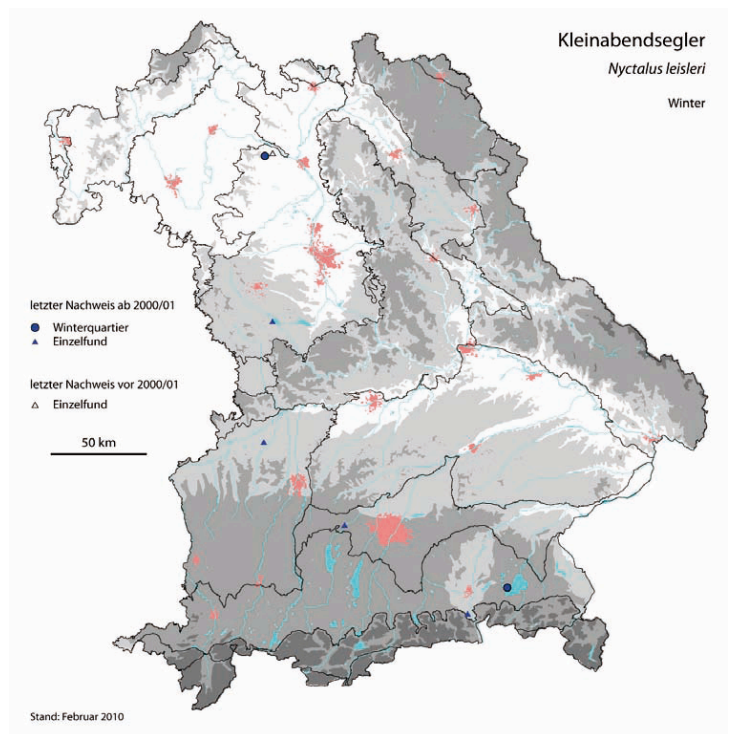 Kleinabendsegler
Nyctalus leisleri
Winter
letzter Nachweis ab 2000/01
Winterquartier
Einzelfund
letzter Nachweis vor 2000/01
Einzelfund
50 km
Stand: Februar 2010